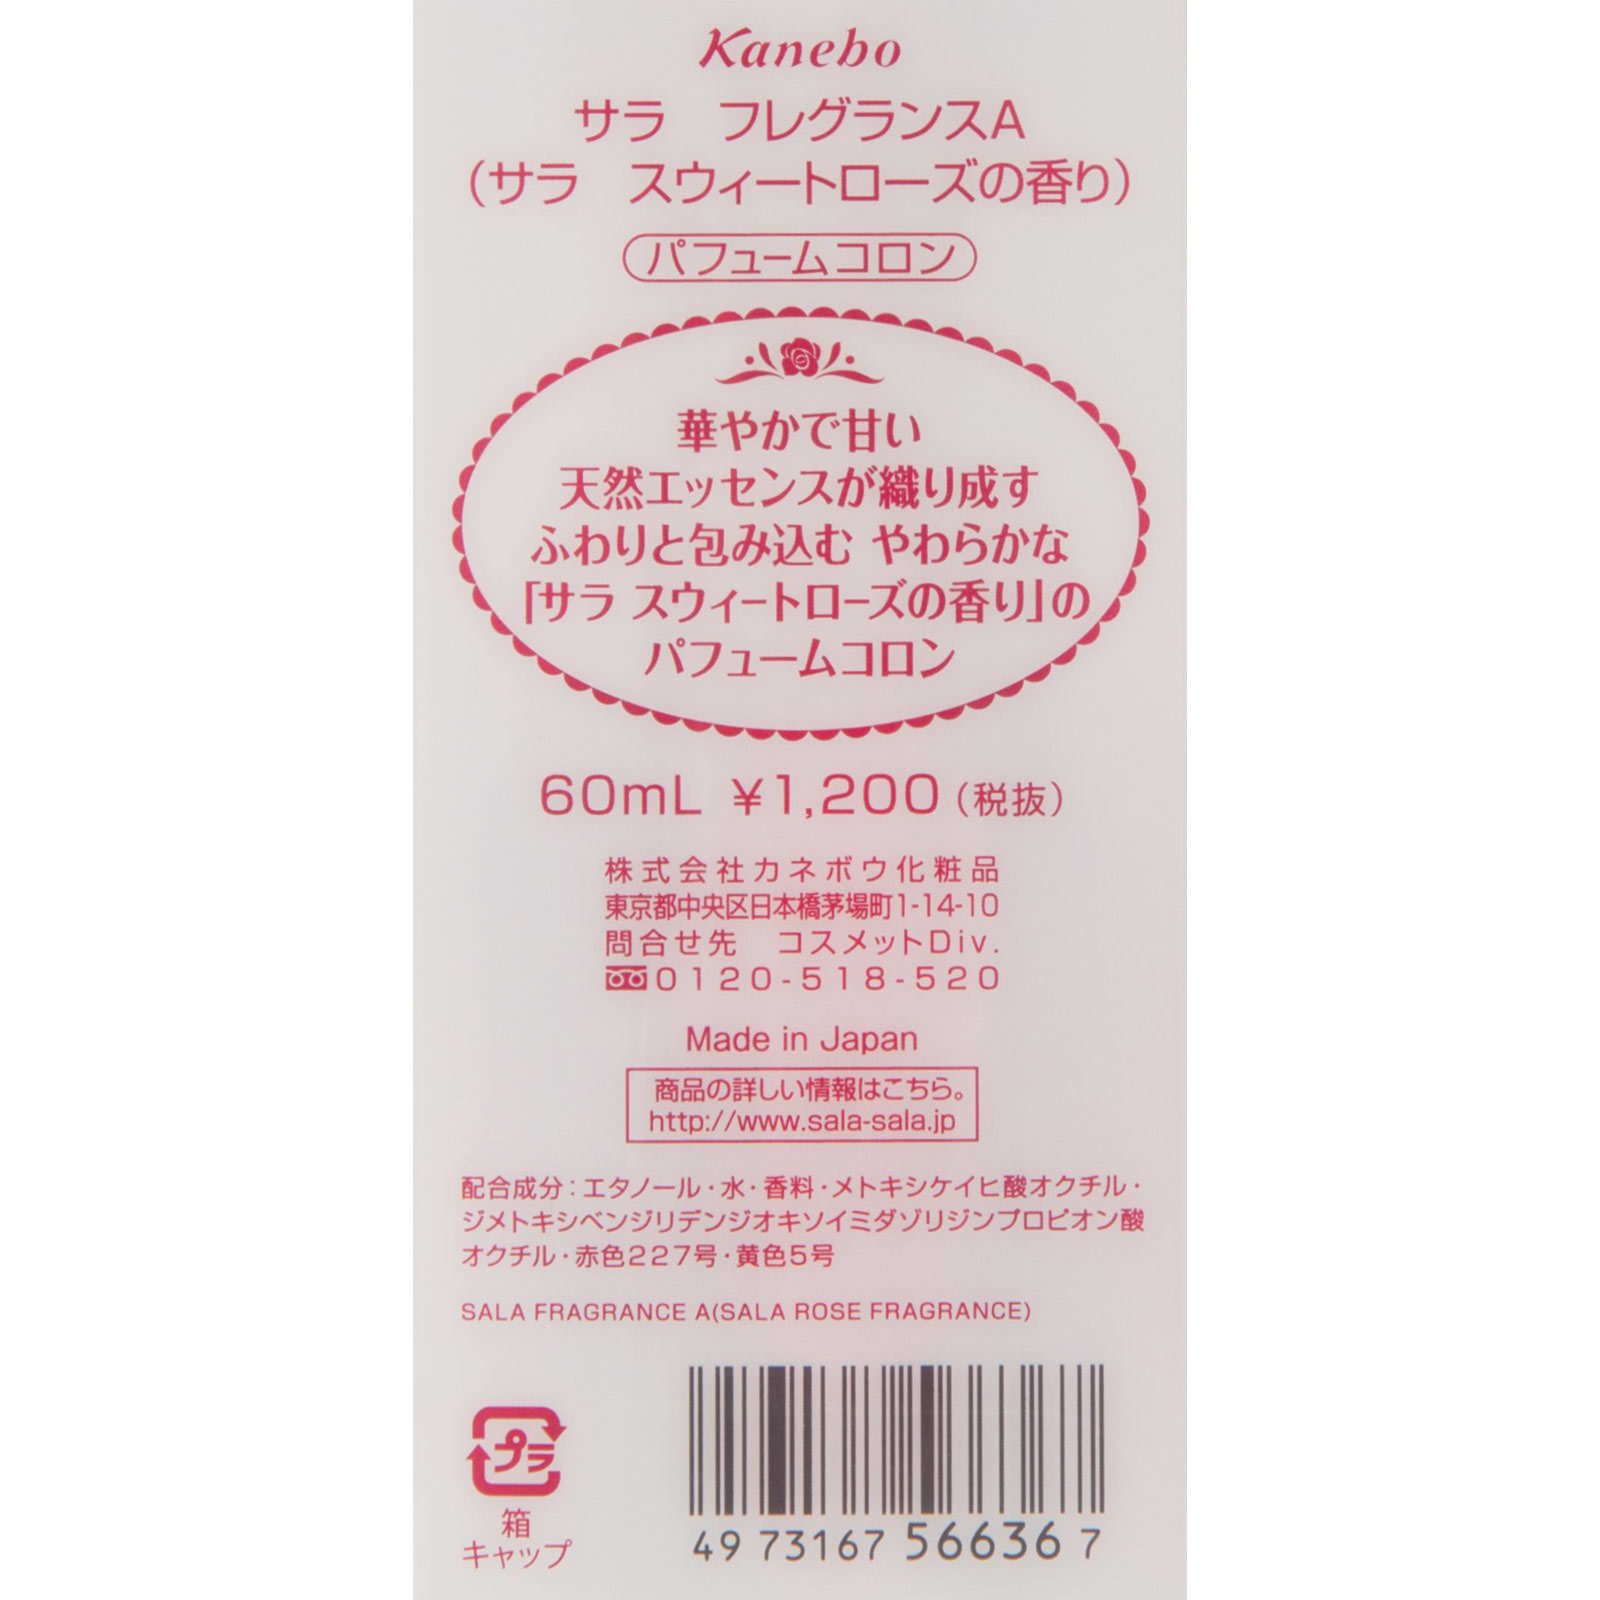 Kanebo
サラ　フレグランスA
（サラ　スウィートローズの香り）
パフュームコロン
華やかで甘い
天然エッセンスが織り成す
ふわりと包み込む やわらかな
「サラ スウィートローズの香り」の
パフュームコロン
60mL ¥1,200（税抜）
株式会社カネボウ化粧品
東京都中央区日本橋茅場町1-14-10
問合せ先　コスメットDiv.
0120-518-520
Made in Japan
商品の詳しい情報はこちら。
http://www.sala-sala.jp
配合成分：エタノール・水・香料・メトキシケイヒ酸オクチル・
ジメトキシベンジリデンジオキソイミダゾリジンプロピオン酸
オクチル・赤色227号・黄色5号
SALA FRAGRANCE A(SALA ROSE FRAGRANCE)
プラ
箱
キャップ
49 73167 56636 7